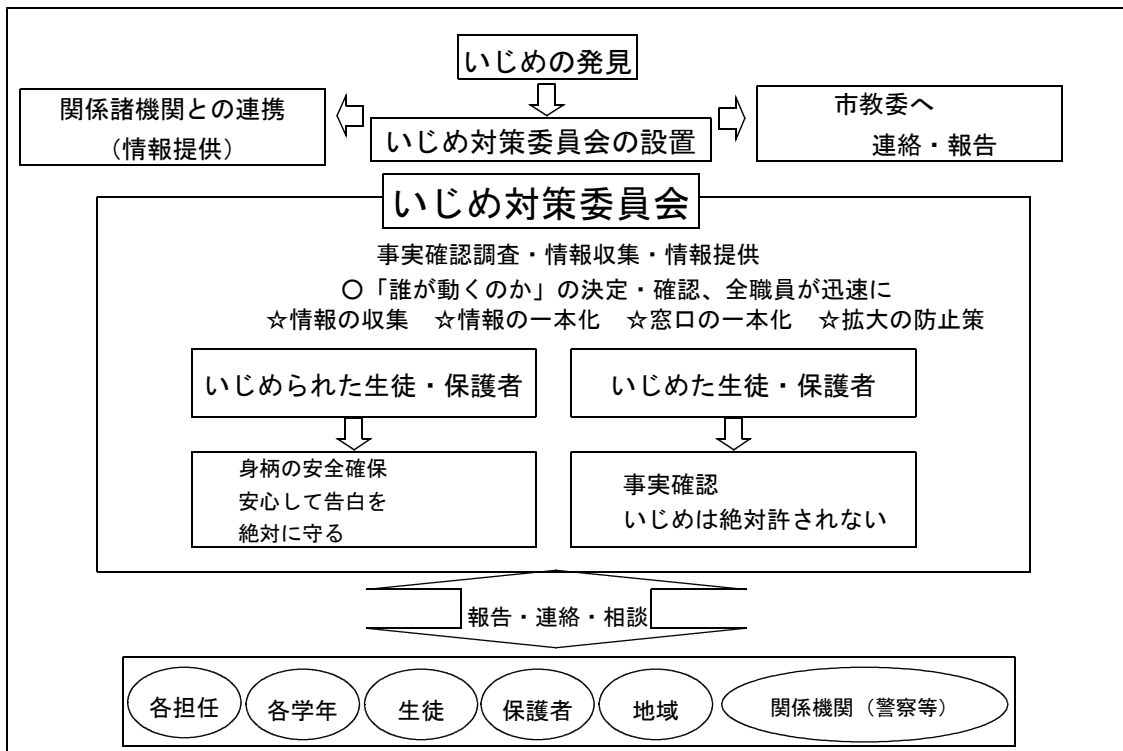 いじめの発見
関係諸機関との連携
(情報提供)
いじめ対策委員会の設置
市教委へ
連絡・報告
いじめ対策委員会
事実確認調査・情報収集・情報提供
○「誰が動くのか」の決定・確認、全職員が迅速に
☆情報の収集 ☆情報の一本化 ☆窓口の一本化 ☆拡大の防止策
いじめられた生徒・保護者
いじめた生徒・保護者
身柄の安全確保
安心して告白を
絶対に守る
事実確認
いじめは絶対許されない
報告・連絡・相談
各担任
各学年
生徒
保護者
地域
関係機関(警察等)